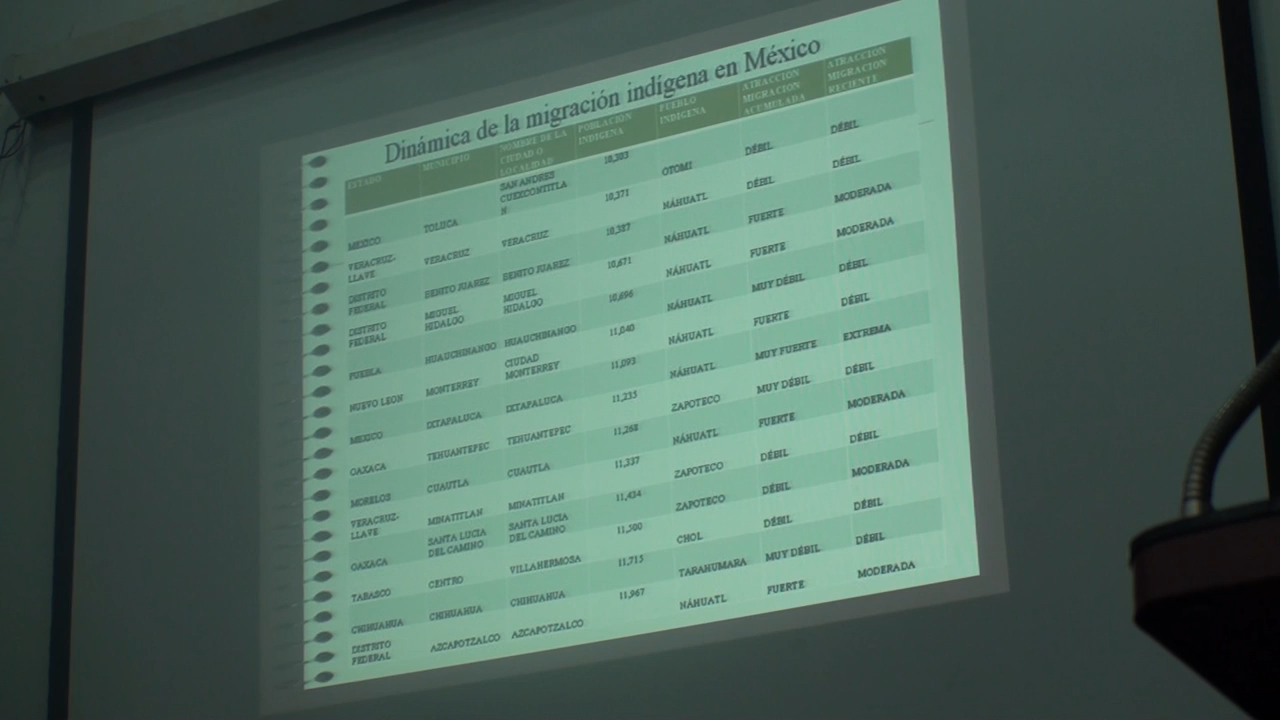 Dinámica de la migración indígena en México
ESTADO MUNICIPIO NOMBRE DE LA CIUDAD O LOCALIDAD POBLACIÓN INDÍGENA PUEBLO INDÍGENA ATRACCIÓN MIGRACIÓN ACUMULADA ATRACCIÓN MIGRACIÓN RECIENTE
MEXICO TOLUCA SAN ANDRES CUEXCONTITLAN 10,303 OTOMI DÉBIL DÉBIL
VERACRUZ-LLAVE VERACRUZ VERACRUZ 10,371 NÁHUATL DÉBIL DÉBIL
DISTRITO FEDERAL BENITO JUAREZ BENITO JUAREZ 10,387 NÁHUATL FUERTE MODERADA
DISTRITO FEDERAL MIGUEL HIDALGO MIGUEL HIDALGO 10,671 NÁHUATL FUERTE MODERADA
PUEBLA HUAUCHINANGO HUAUCHINANGO 10,696 NÁHUATL MUY DÉBIL DÉBIL
NUEVO LEON MONTERREY CIUDAD MONTERREY 11,040 NÁHUATL FUERTE DÉBIL
MEXICO IXTAPALUCA IXTAPALUCA 11,093 NÁHUATL MUY FUERTE EXTREMA
OAXACA TEHUANTEPEC TEHUANTEPEC 11,235 ZAPOTECO MUY DÉBIL DÉBIL
MORELOS CUAUTLA CUAUTLA 11,268 NÁHUATL FUERTE MODERADA
VERACRUZ-LLAVE MINATITLAN MINATITLAN 11,337 ZAPOTECO DÉBIL DÉBIL
OAXACA SANTA LUCIA DEL CAMINO SANTA LUCIA DEL CAMINO 11,434 ZAPOTECO DÉBIL MODERADA
TABASCO CENTRO VILLAHERMOSA 11,500 CHOL DÉBIL DÉBIL
CHIHUAHUA CHIHUAHUA CHIHUAHUA 11,715 TARAHUMARA MUY DÉBIL DÉBIL
DISTRITO FEDERAL AZCAPOTZALCO AZCAPOTZALCO 11,967 NÁHUATL FUERTE MODERADA